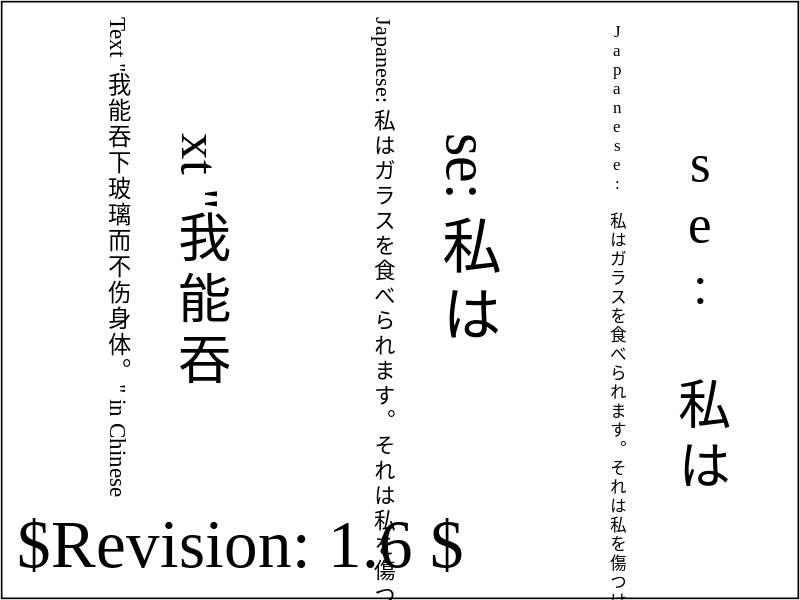 Text "我能吞下玻璃而不伤身体。" in Chinese
xt "我能吞
Japanese: 私はガラスを食べられます。それは私を傷つ
se: 私は
Japanese: 私はガラスを食べられます。それは私を傷つけ
se: 私は
$Revision: 1.6 $